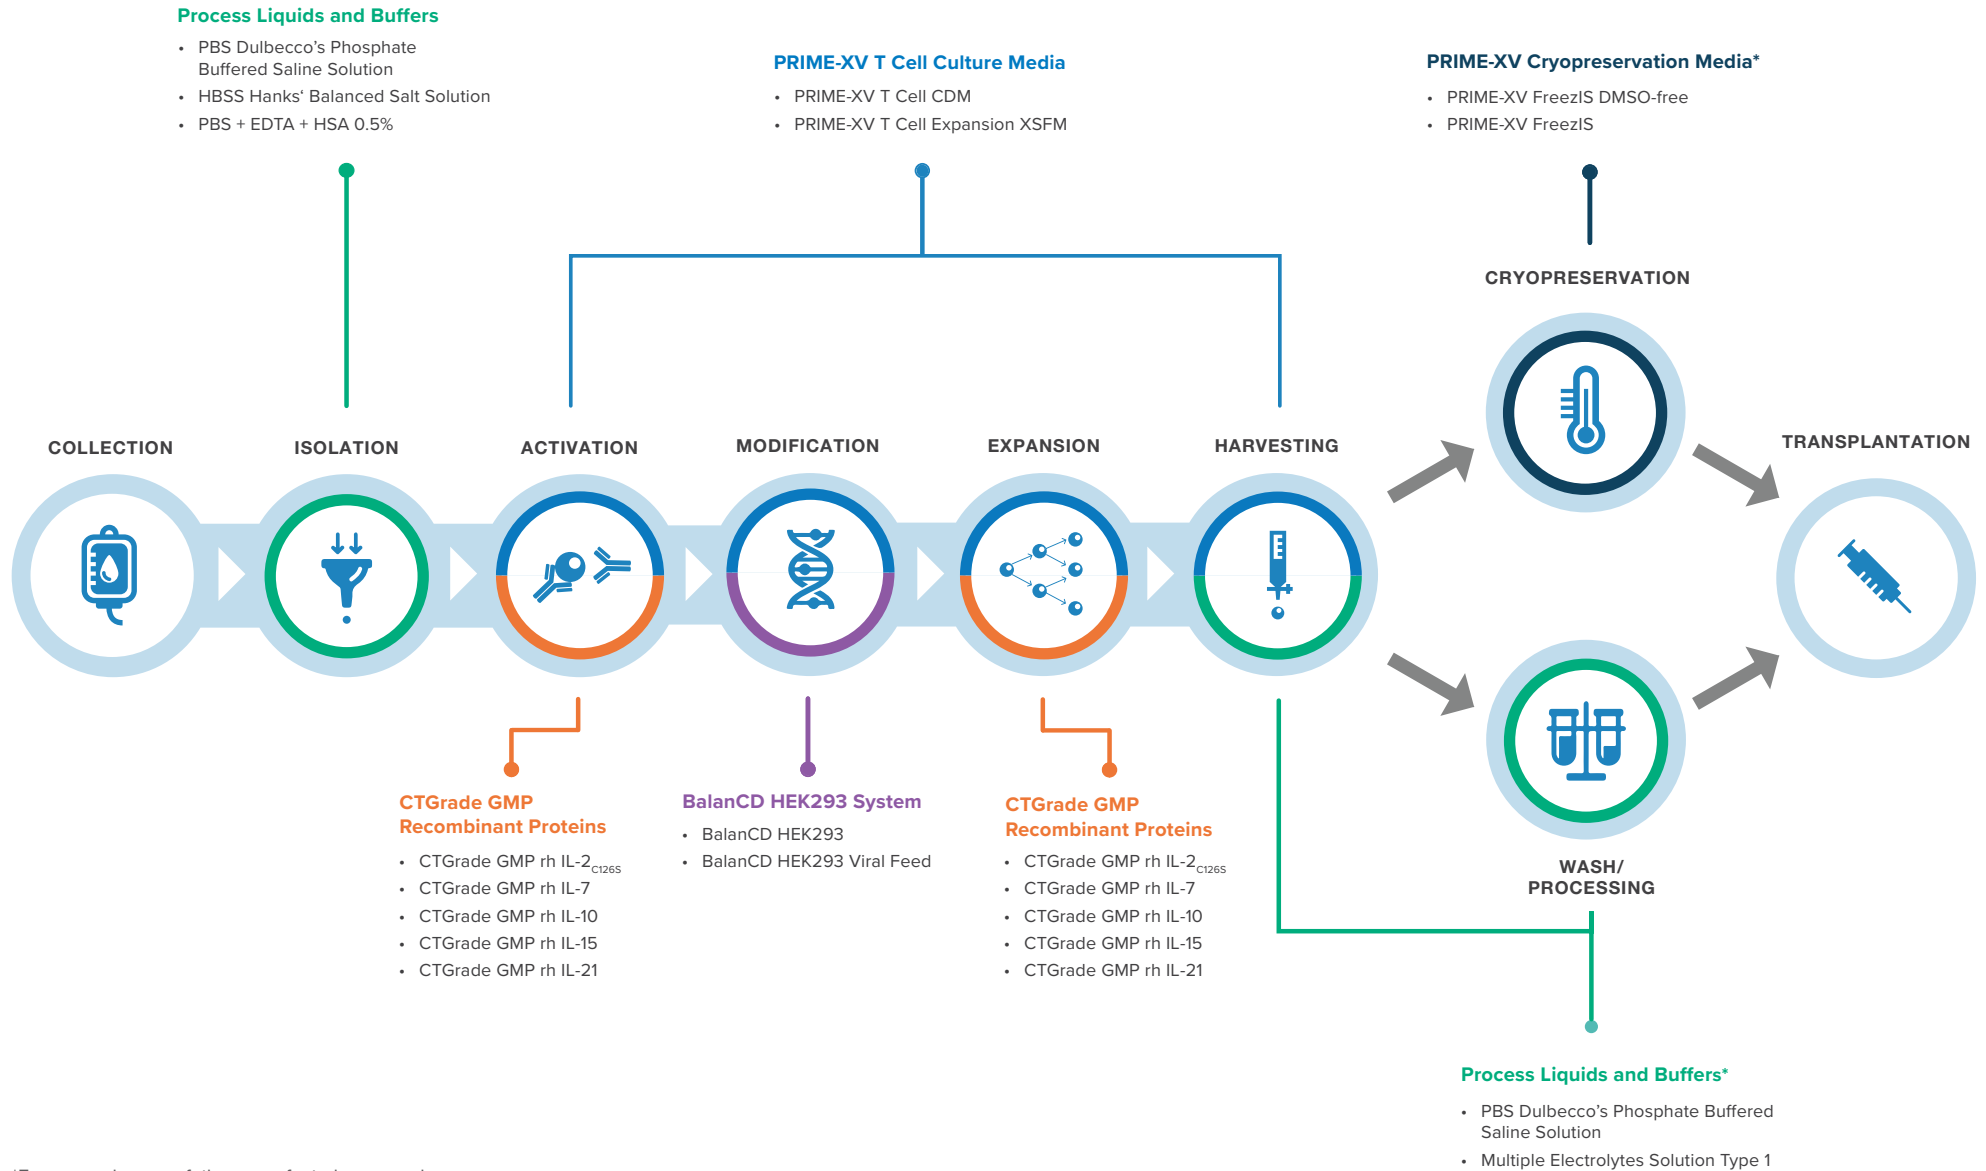 Process Liquids and Buffers
• PBS Dulbecco’s Phosphate
Buffered Saline Solution
• HBSS Hanks‘ Balanced Salt Solution
• PBS + EDTA + HSA 0.5%
PRIME-XV T Cell Culture Media
• PRIME-XV T Cell CDM
• PRIME-XV T Cell Expansion XSFM
PRIME-XV Cryopreservation Media*
• PRIME-XV FreezIS DMSO-free
• PRIME-XV FreezIS
CRYOPRESERVATION
COLLECTION
ISOLATION
ACTIVATION
MODIFICATION
EXPANSION
HARVESTING
TRANSPLANTATION
WASH/
PROCESSING
CTGrade GMP
Recombinant Proteins
• CTGrade GMP rh IL-2C126S
• CTGrade GMP rh IL-7
• CTGrade GMP rh IL-10
• CTGrade GMP rh IL-15
• CTGrade GMP rh IL-21
BalanCD HEK293 System
• BalanCD HEK293
• BalanCD HEK293 Viral Feed
CTGrade GMP
Recombinant Proteins
• CTGrade GMP rh IL-2C126S
• CTGrade GMP rh IL-7
• CTGrade GMP rh IL-10
• CTGrade GMP rh IL-15
• CTGrade GMP rh IL-21
Process Liquids and Buffers*
• PBS Dulbecco’s Phosphate Buffered
Saline Solution
• Multiple Electrolytes Solution Type 1